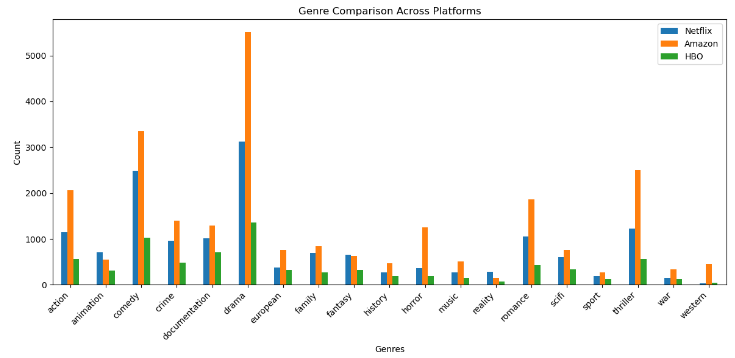 Genre Comparison Across Platforms
Netflix
Amazon
HBO
Count
5000
4000
3000
2000
1000
0
action
animation
comedy
crime
documentation
drama
european
family
fantasy
history
horror
music
reality
romance
scifi
sport
thriller
war
western
Genres